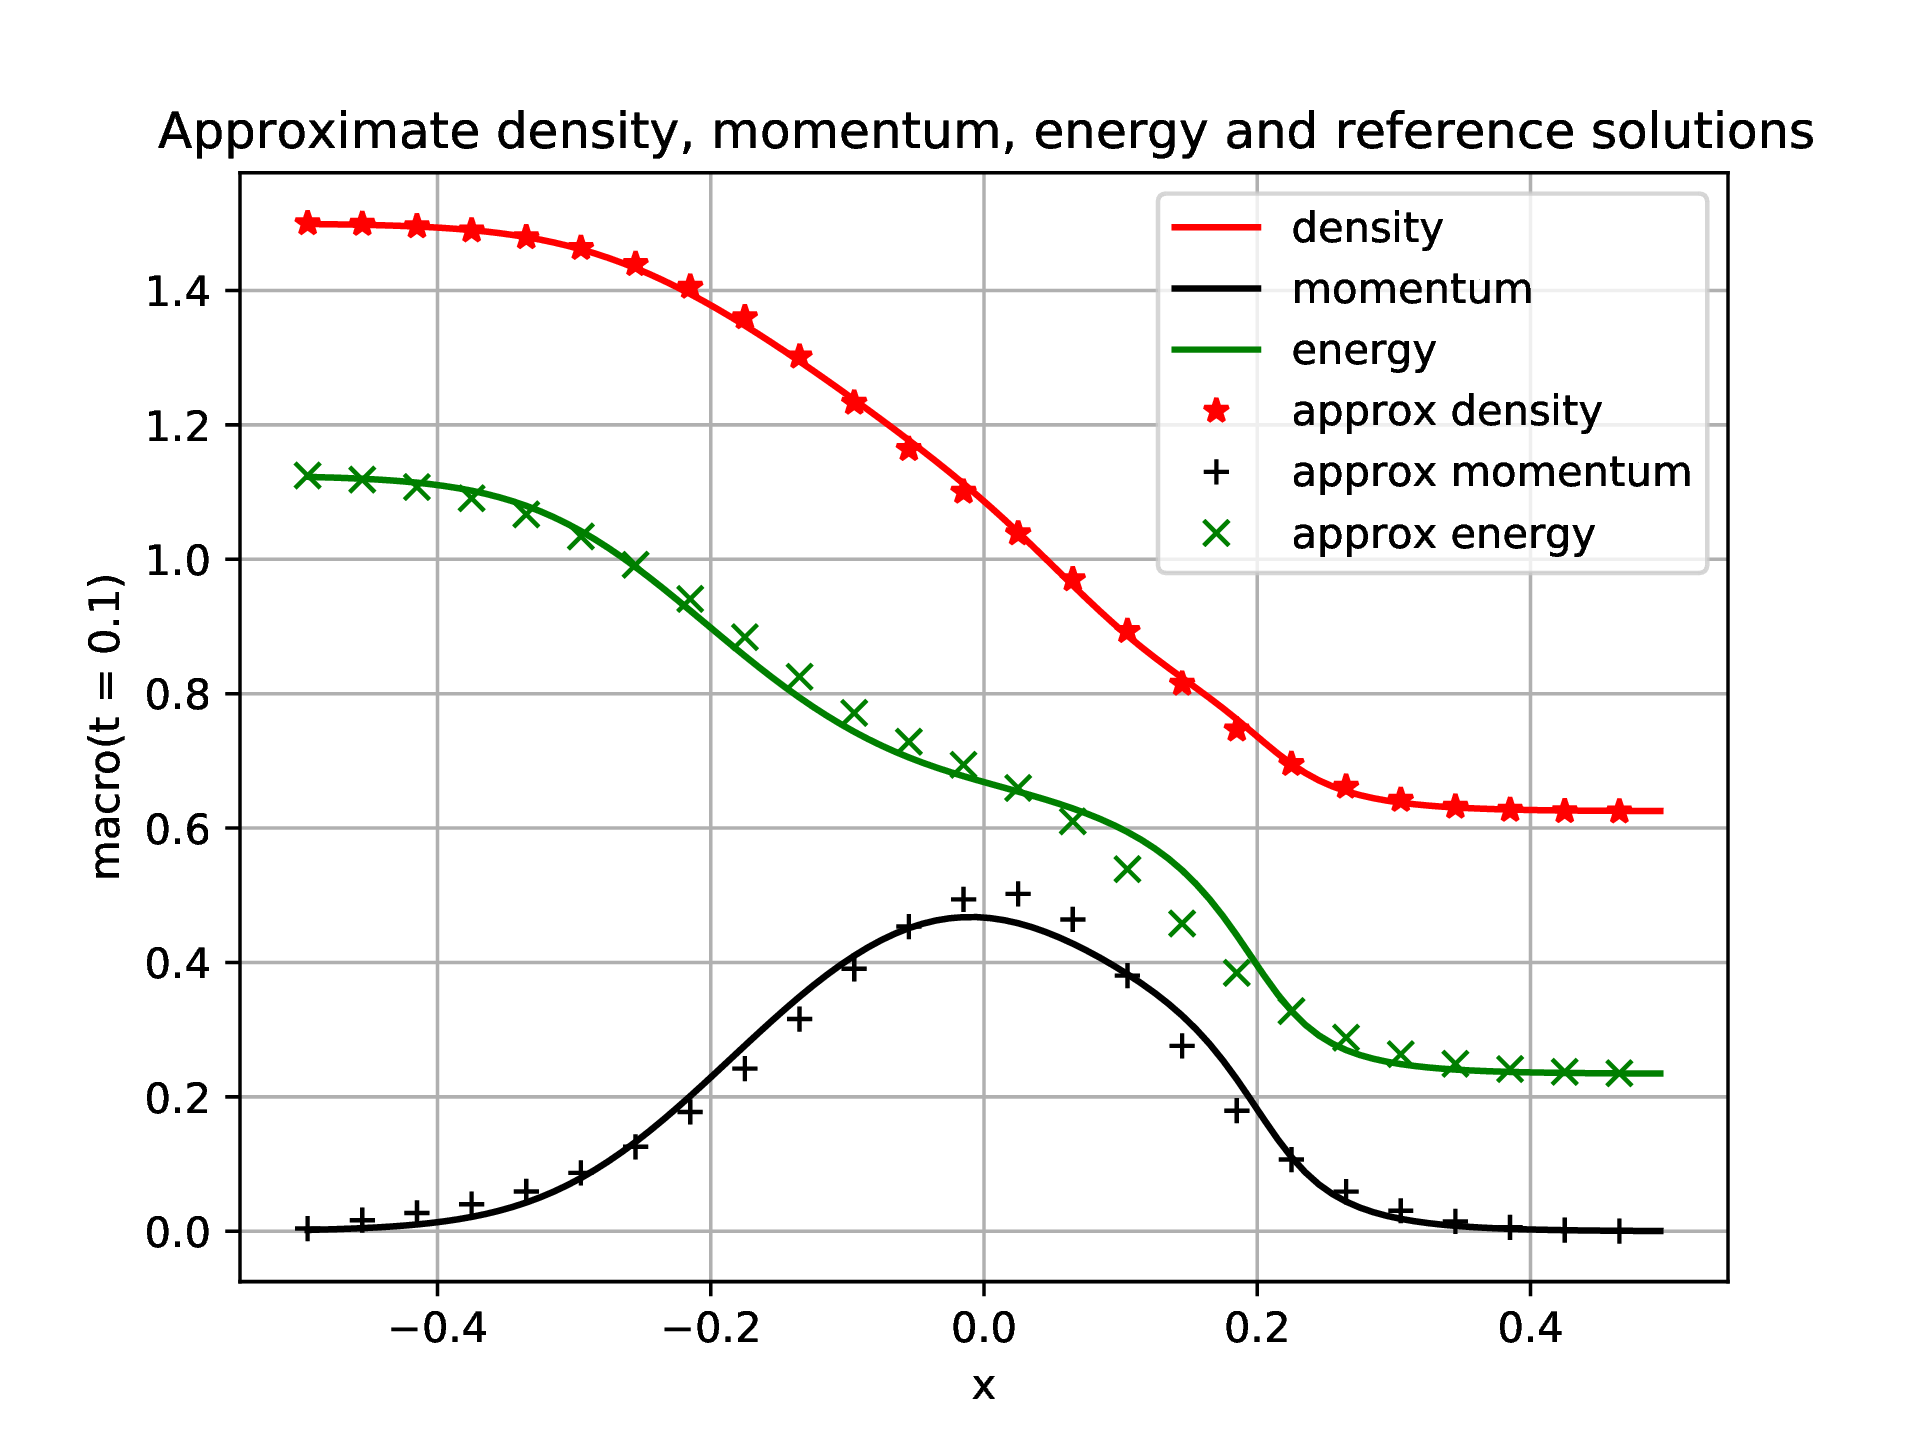 Approximate density, momentum, energy and reference solutions
density
momentum
energy
approx density
approx momentum
approx energy
macro(t = 0.1)
1.4
1.2
1.0
0.8
0.6
0.4
0.2
0.0
−0.4
−0.2
0.0
0.2
0.4
x